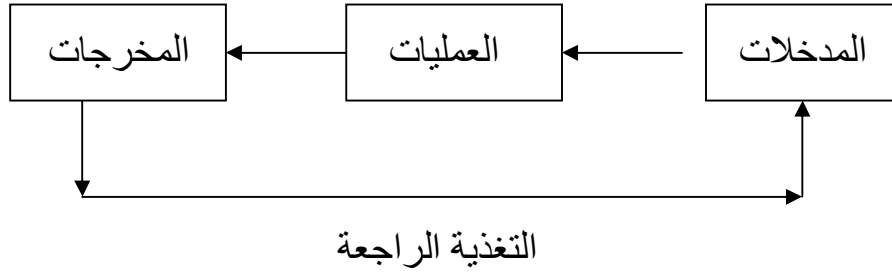 المدخلات
العمليات
المخرجات
التغذية الراجعة